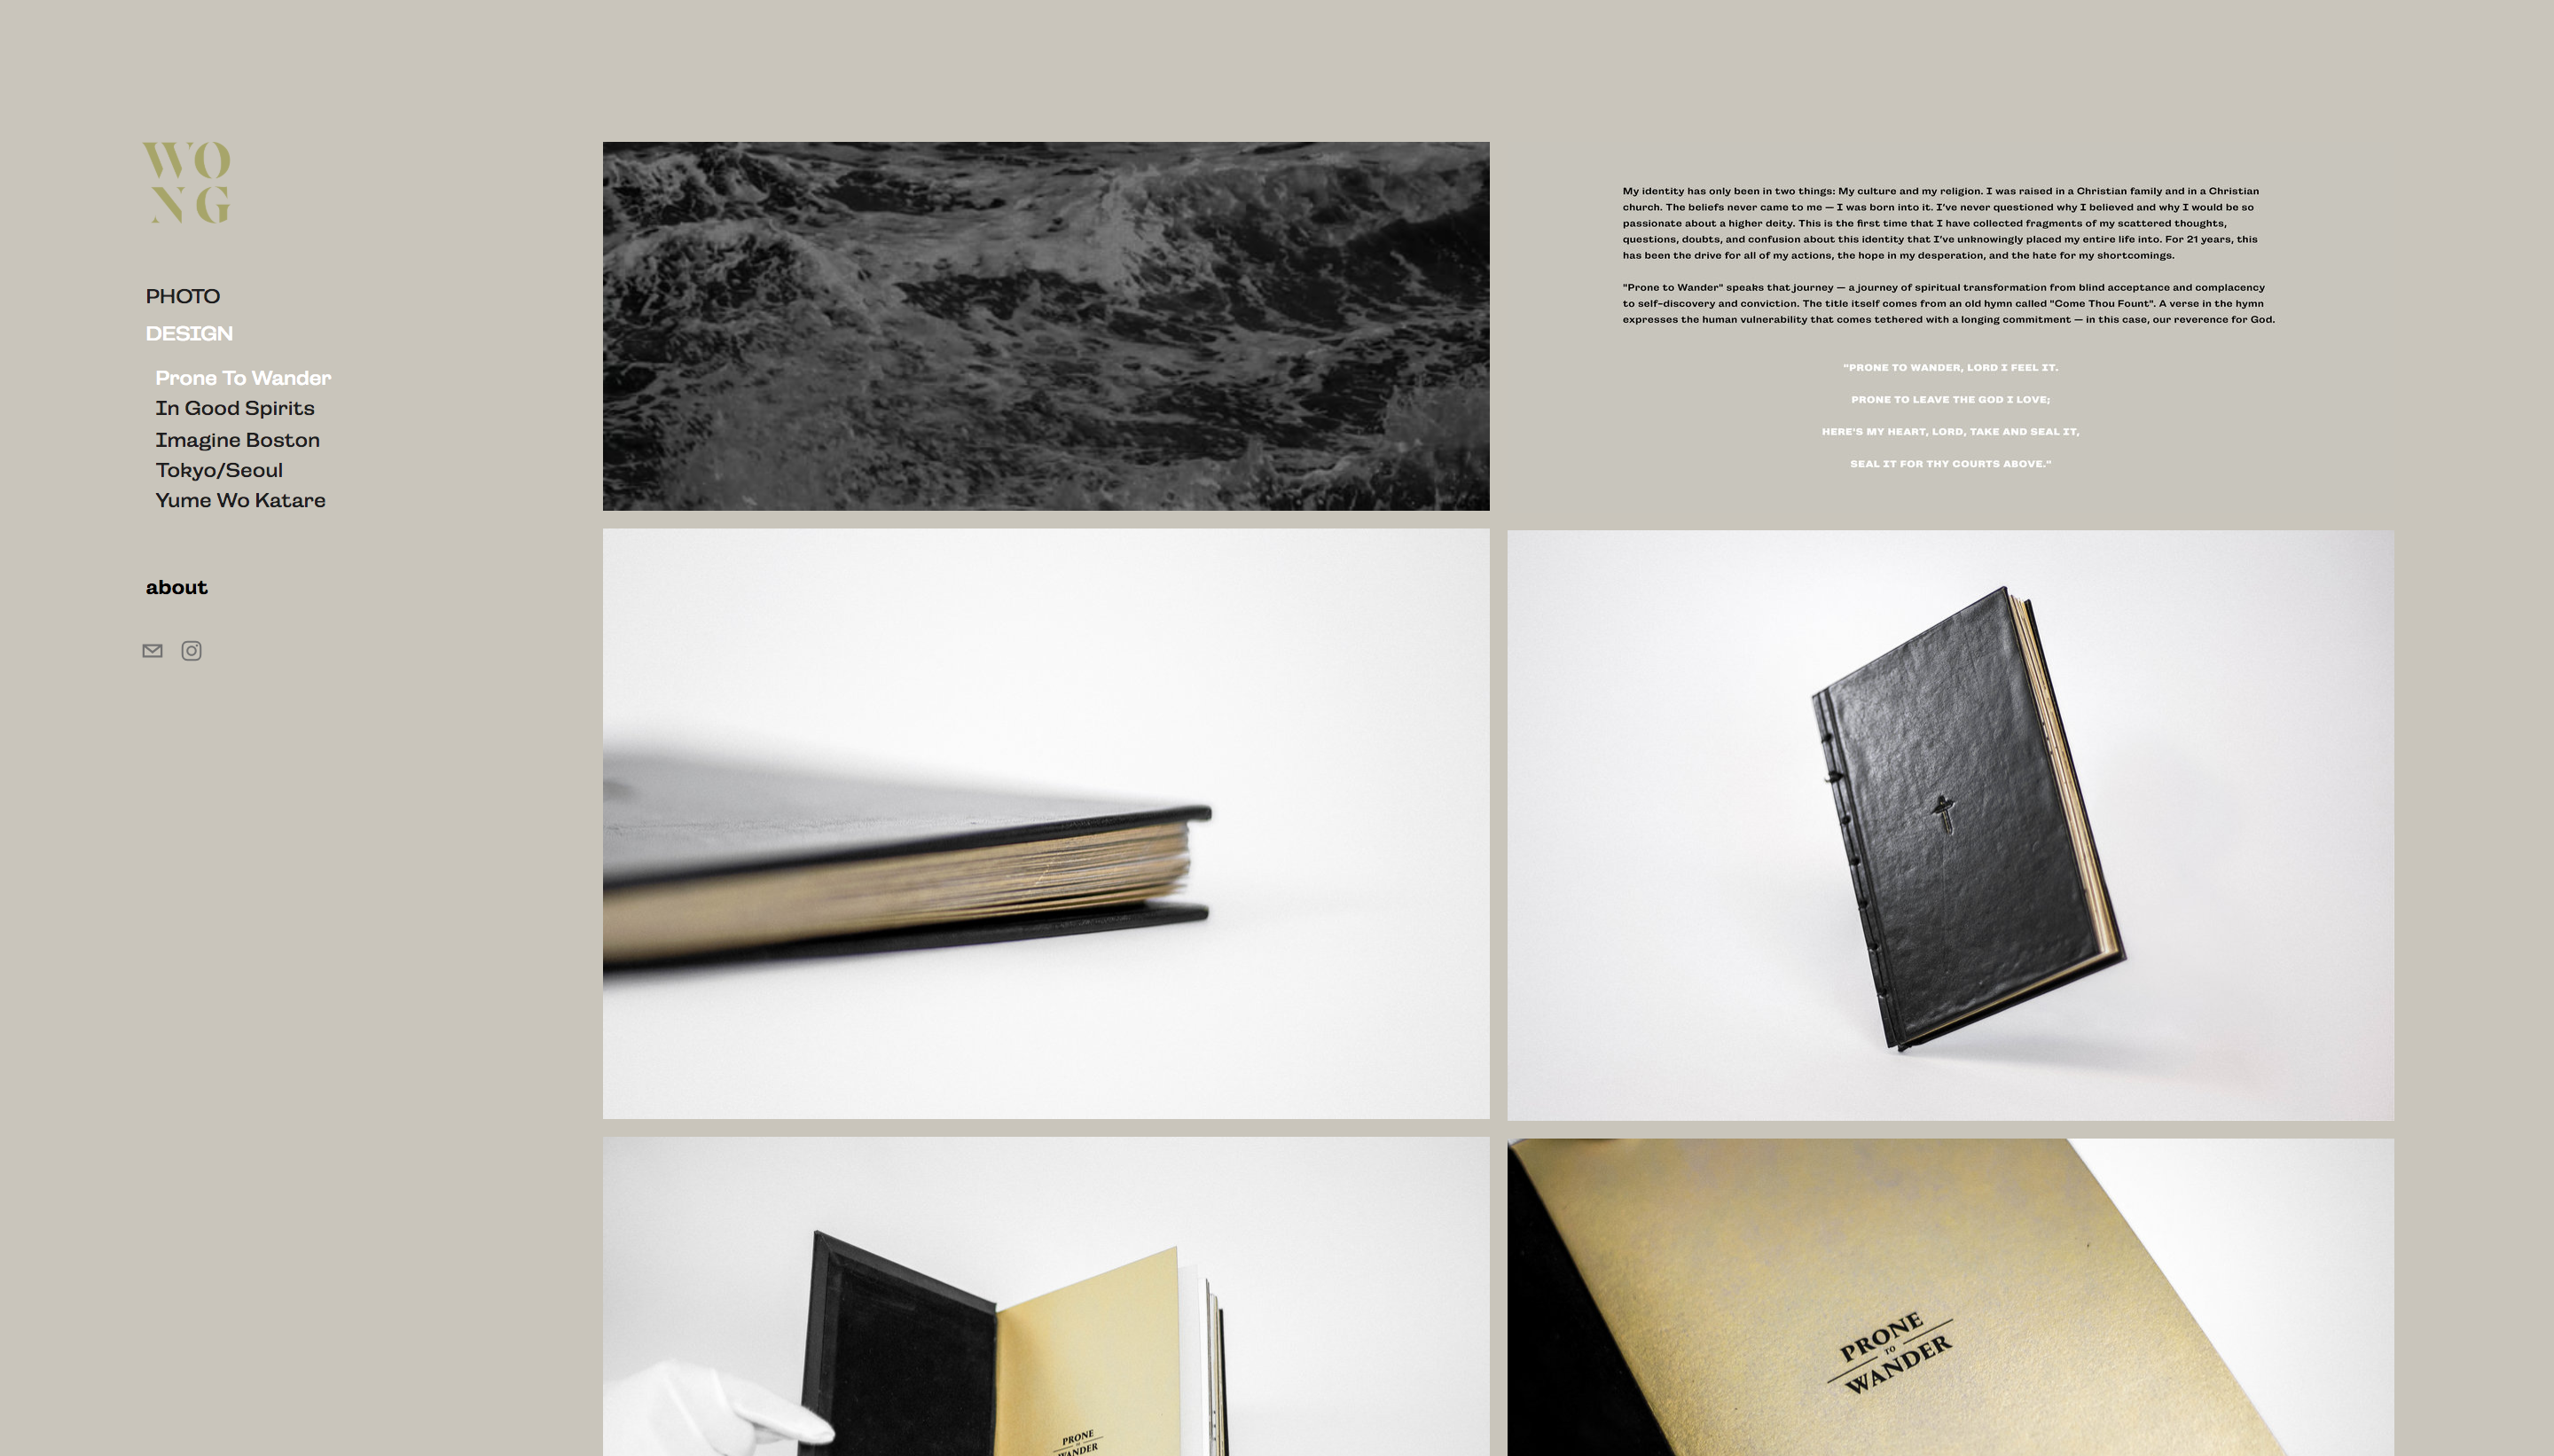 WO
NG
PHOTO
DESIGN
Prone To Wander
In Good Spirits
Imagine Boston
Tokyo/Seoul
Yume Wo Katare
about
My identity has only been in two things: My culture and my religion. I was raised in a Christian family and in a Christian
church. The beliefs never came to me — I was born into it. I've never questioned why I believed and why I would be so
passionate about a higher deity. This is the first time that I have collected fragments of my scattered thoughts,
questions, doubts, and confusion about this identity that I've unknowingly placed my entire life into. For 21 years, this
has been the drive for all of my actions, the hope in my desperation, and the hate for my shortcomings.
"Prone to Wander" speaks that journey — a journey of spiritual transformation from blind acceptance and complacency
to self-discovery and conviction. The title itself comes from an old hymn called "Come Thou Fount". A verse in the hymn
expresses the human vulnerability that comes tethered with a longing commitment — in this case, our reverence for God.
"PRONE TO WANDER, LORD I FEEL IT.
PRONE TO LEAVE THE GOD I LOVE;
HERE'S MY HEART, LORD, TAKE AND SEAL IT,
SEAL IT FOR THY COURTS ABOVE."
PRONE
TO
WANDER
PRONE
TO
WANDER